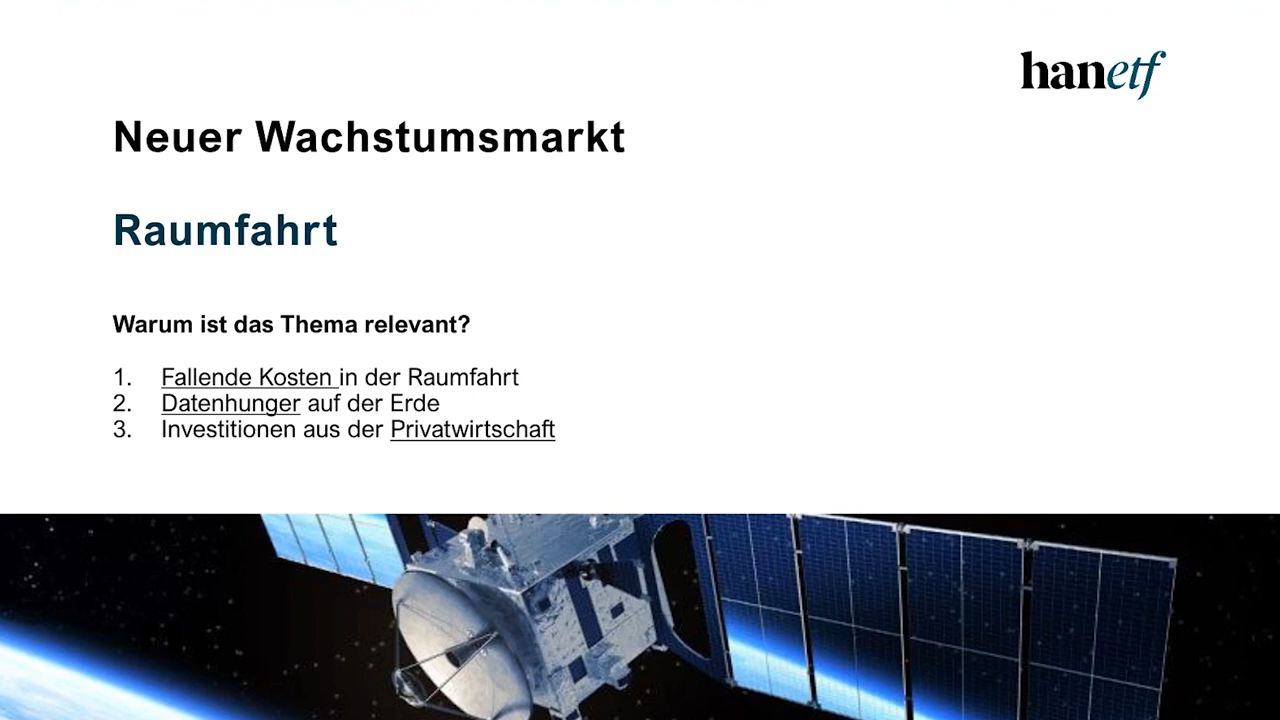 hanetf
Neuer Wachstumsmarkt
Raumfahrt
Warum ist das Thema relevant?
1. Fallende Kosten in der Raumfahrt
2. Datenhunger auf der Erde
3. Investitionen aus der Privatwirtschaft